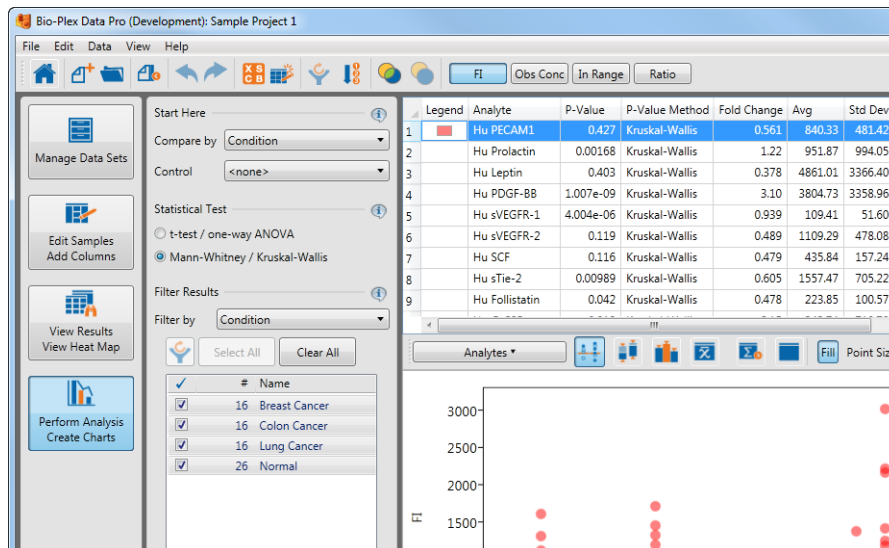 Bio-Plex Data Pro (Development): Sample Project 1
File Edit Data View Help
FI Obs Conc In Range Ratio
Manage Data Sets
Edit Samples
Add Columns
View Results
View Heat Map
Perform Analysis
Create Charts
Start Here
Compare by Condition
Control <none>
Statistical Test
t-test / one-way ANOVA
Mann-Whitney / Kruskal-Wallis
Filter Results
Filter by Condition
Select All Clear All
# Name
16 Breast Cancer
16 Colon Cancer
16 Lung Cancer
26 Normal
Legend Analyte P-Value P-Value Method Fold Change Avg Std Dev
1 Hu PECAM1 0.427 Kruskal-Wallis 0.561 840.33 481.42
2 Hu Prolactin 0.00168 Kruskal-Wallis 1.22 951.87 994.05
3 Hu Leptin 0.403 Kruskal-Wallis 0.378 4861.01 3366.40
4 Hu PDGF-BB 1.007e-09 Kruskal-Wallis 3.10 3804.73 3358.96
5 Hu sVEGFR-1 4.004e-06 Kruskal-Wallis 0.939 109.41 51.60
6 Hu sVEGFR-2 0.119 Kruskal-Wallis 0.489 1109.29 478.08
7 Hu SCF 0.116 Kruskal-Wallis 0.479 435.84 157.24
8 Hu sTie-2 0.00989 Kruskal-Wallis 0.605 1557.47 705.22
9 Hu Follistatin 0.042 Kruskal-Wallis 0.478 223.85 100.57
Analytes Fill Point Siz
3000
2500
2000
1500
FI